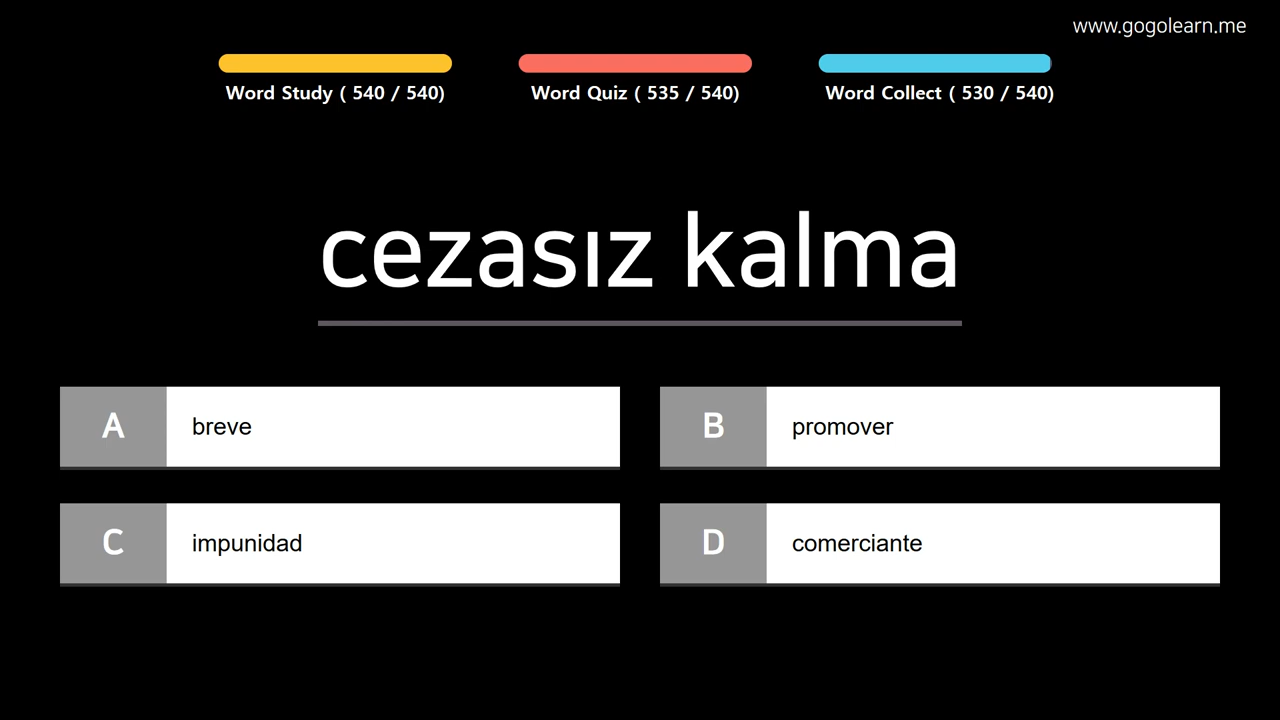 www.gogolearn.me
Word Study ( 540 / 540)
Word Quiz ( 535 / 540)
Word Collect ( 530 / 540)
cezasız kalma
A breve
B promover
C impunidad
D comerciante